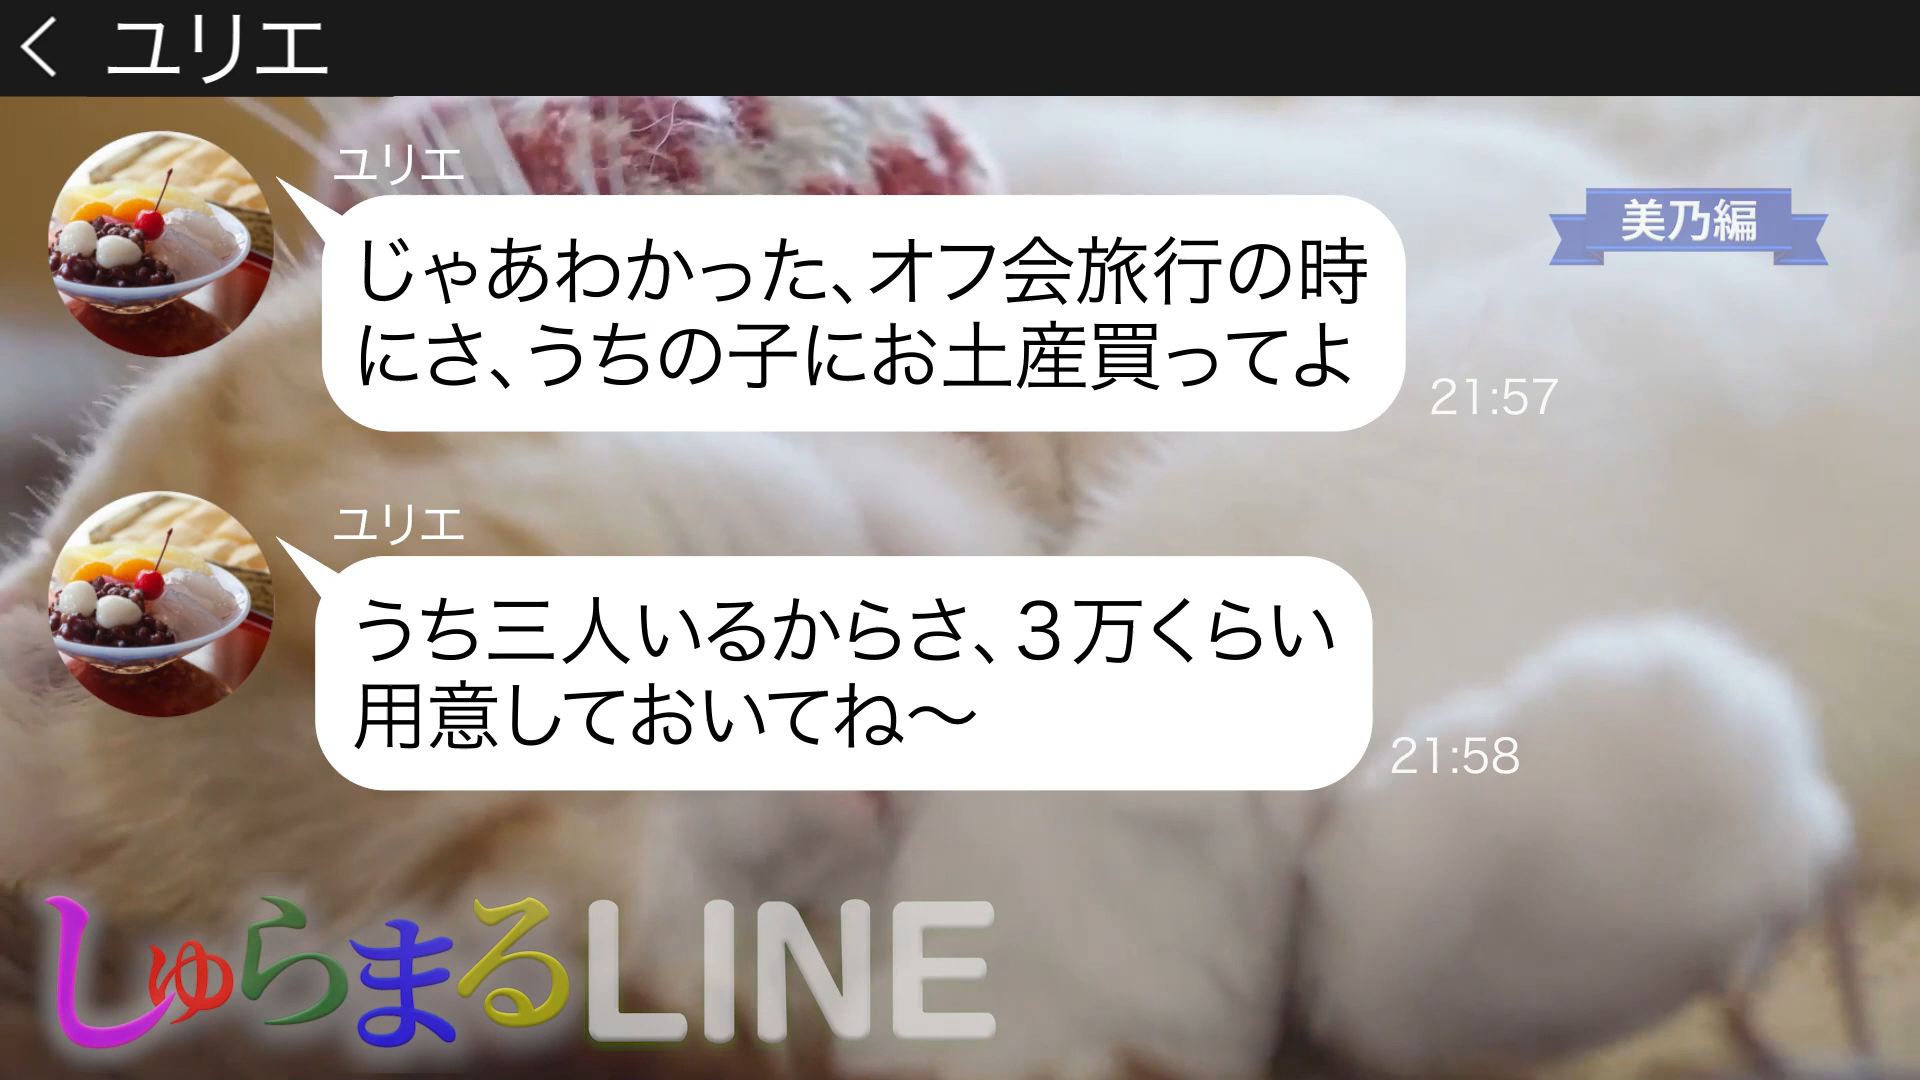 ユリエ
ユリエ
美乃編
じゃあわかった、オフ会旅行の時
にさ、うちの子にお土産買ってよ
21:57
ユリエ
うち三人いるからさ、３万くらい
用意しておいてね～
21:58
しゅらまるLINE